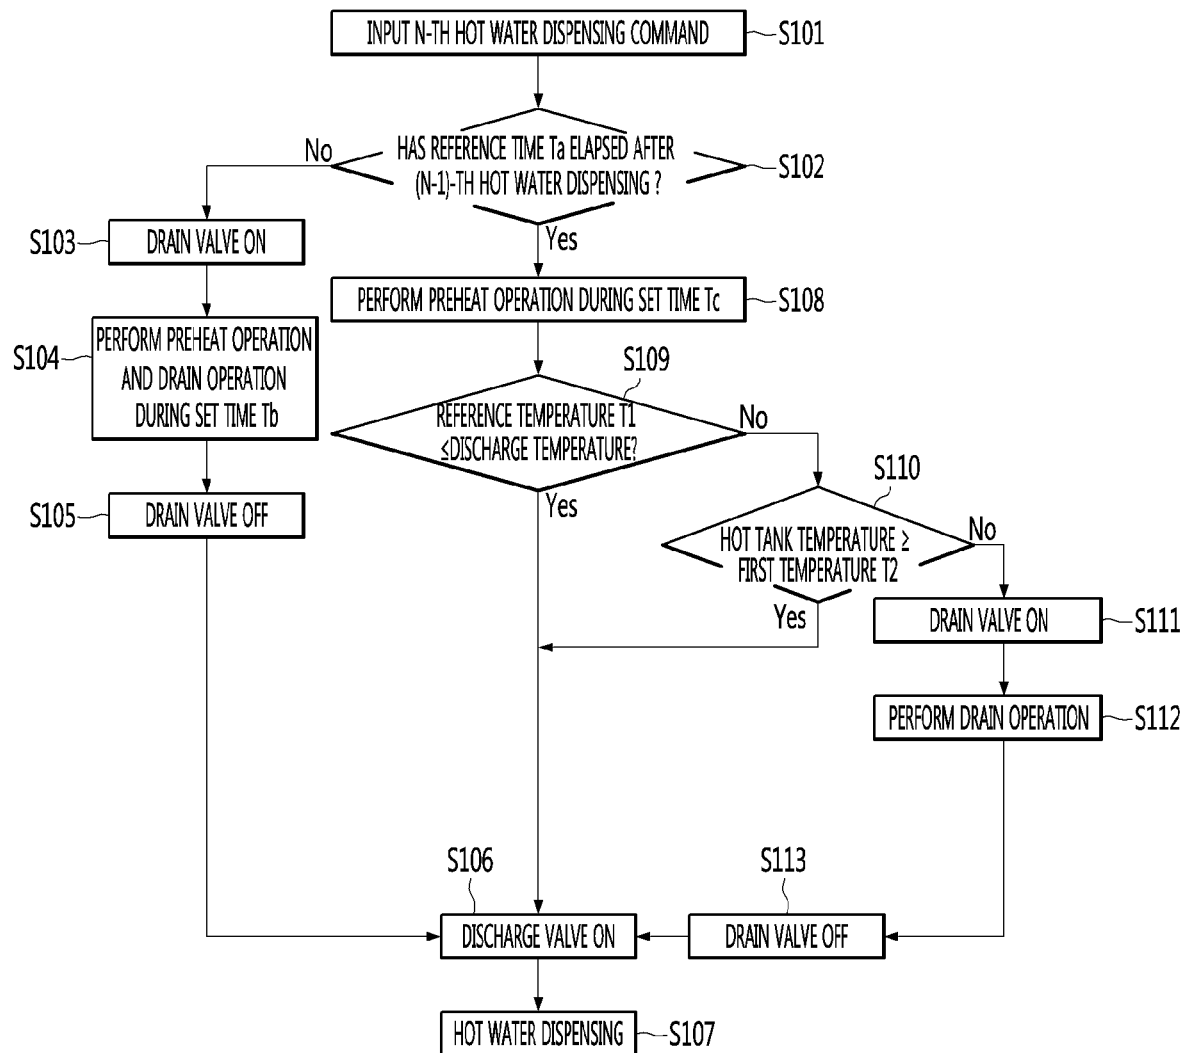 INPUT N-TH HOT WATER DISPENSING COMMAND
S101
HAS REFERENCE TIME Ta ELAPSED AFTER
(N-1)-TH HOT WATER DISPENSING ?
S102
No
Yes
S103
DRAIN VALVE ON
PERFORM PREHEAT OPERATION DURING SET TIME Tc
S108
S104
PERFORM PREHEAT OPERATION
AND DRAIN OPERATION
DURING SET TIME Tb
S109
REFERENCE TEMPERATURE T1
≤DISCHARGE TEMPERATURE?
No
Yes
S105
DRAIN VALVE OFF
S110
HOT TANK TEMPERATURE ≥
FIRST TEMPERATURE T2
No
Yes
DRAIN VALVE ON
S111
PERFORM DRAIN OPERATION
S112
S106
DISCHARGE VALVE ON
S113
DRAIN VALVE OFF
HOT WATER DISPENSING
S107